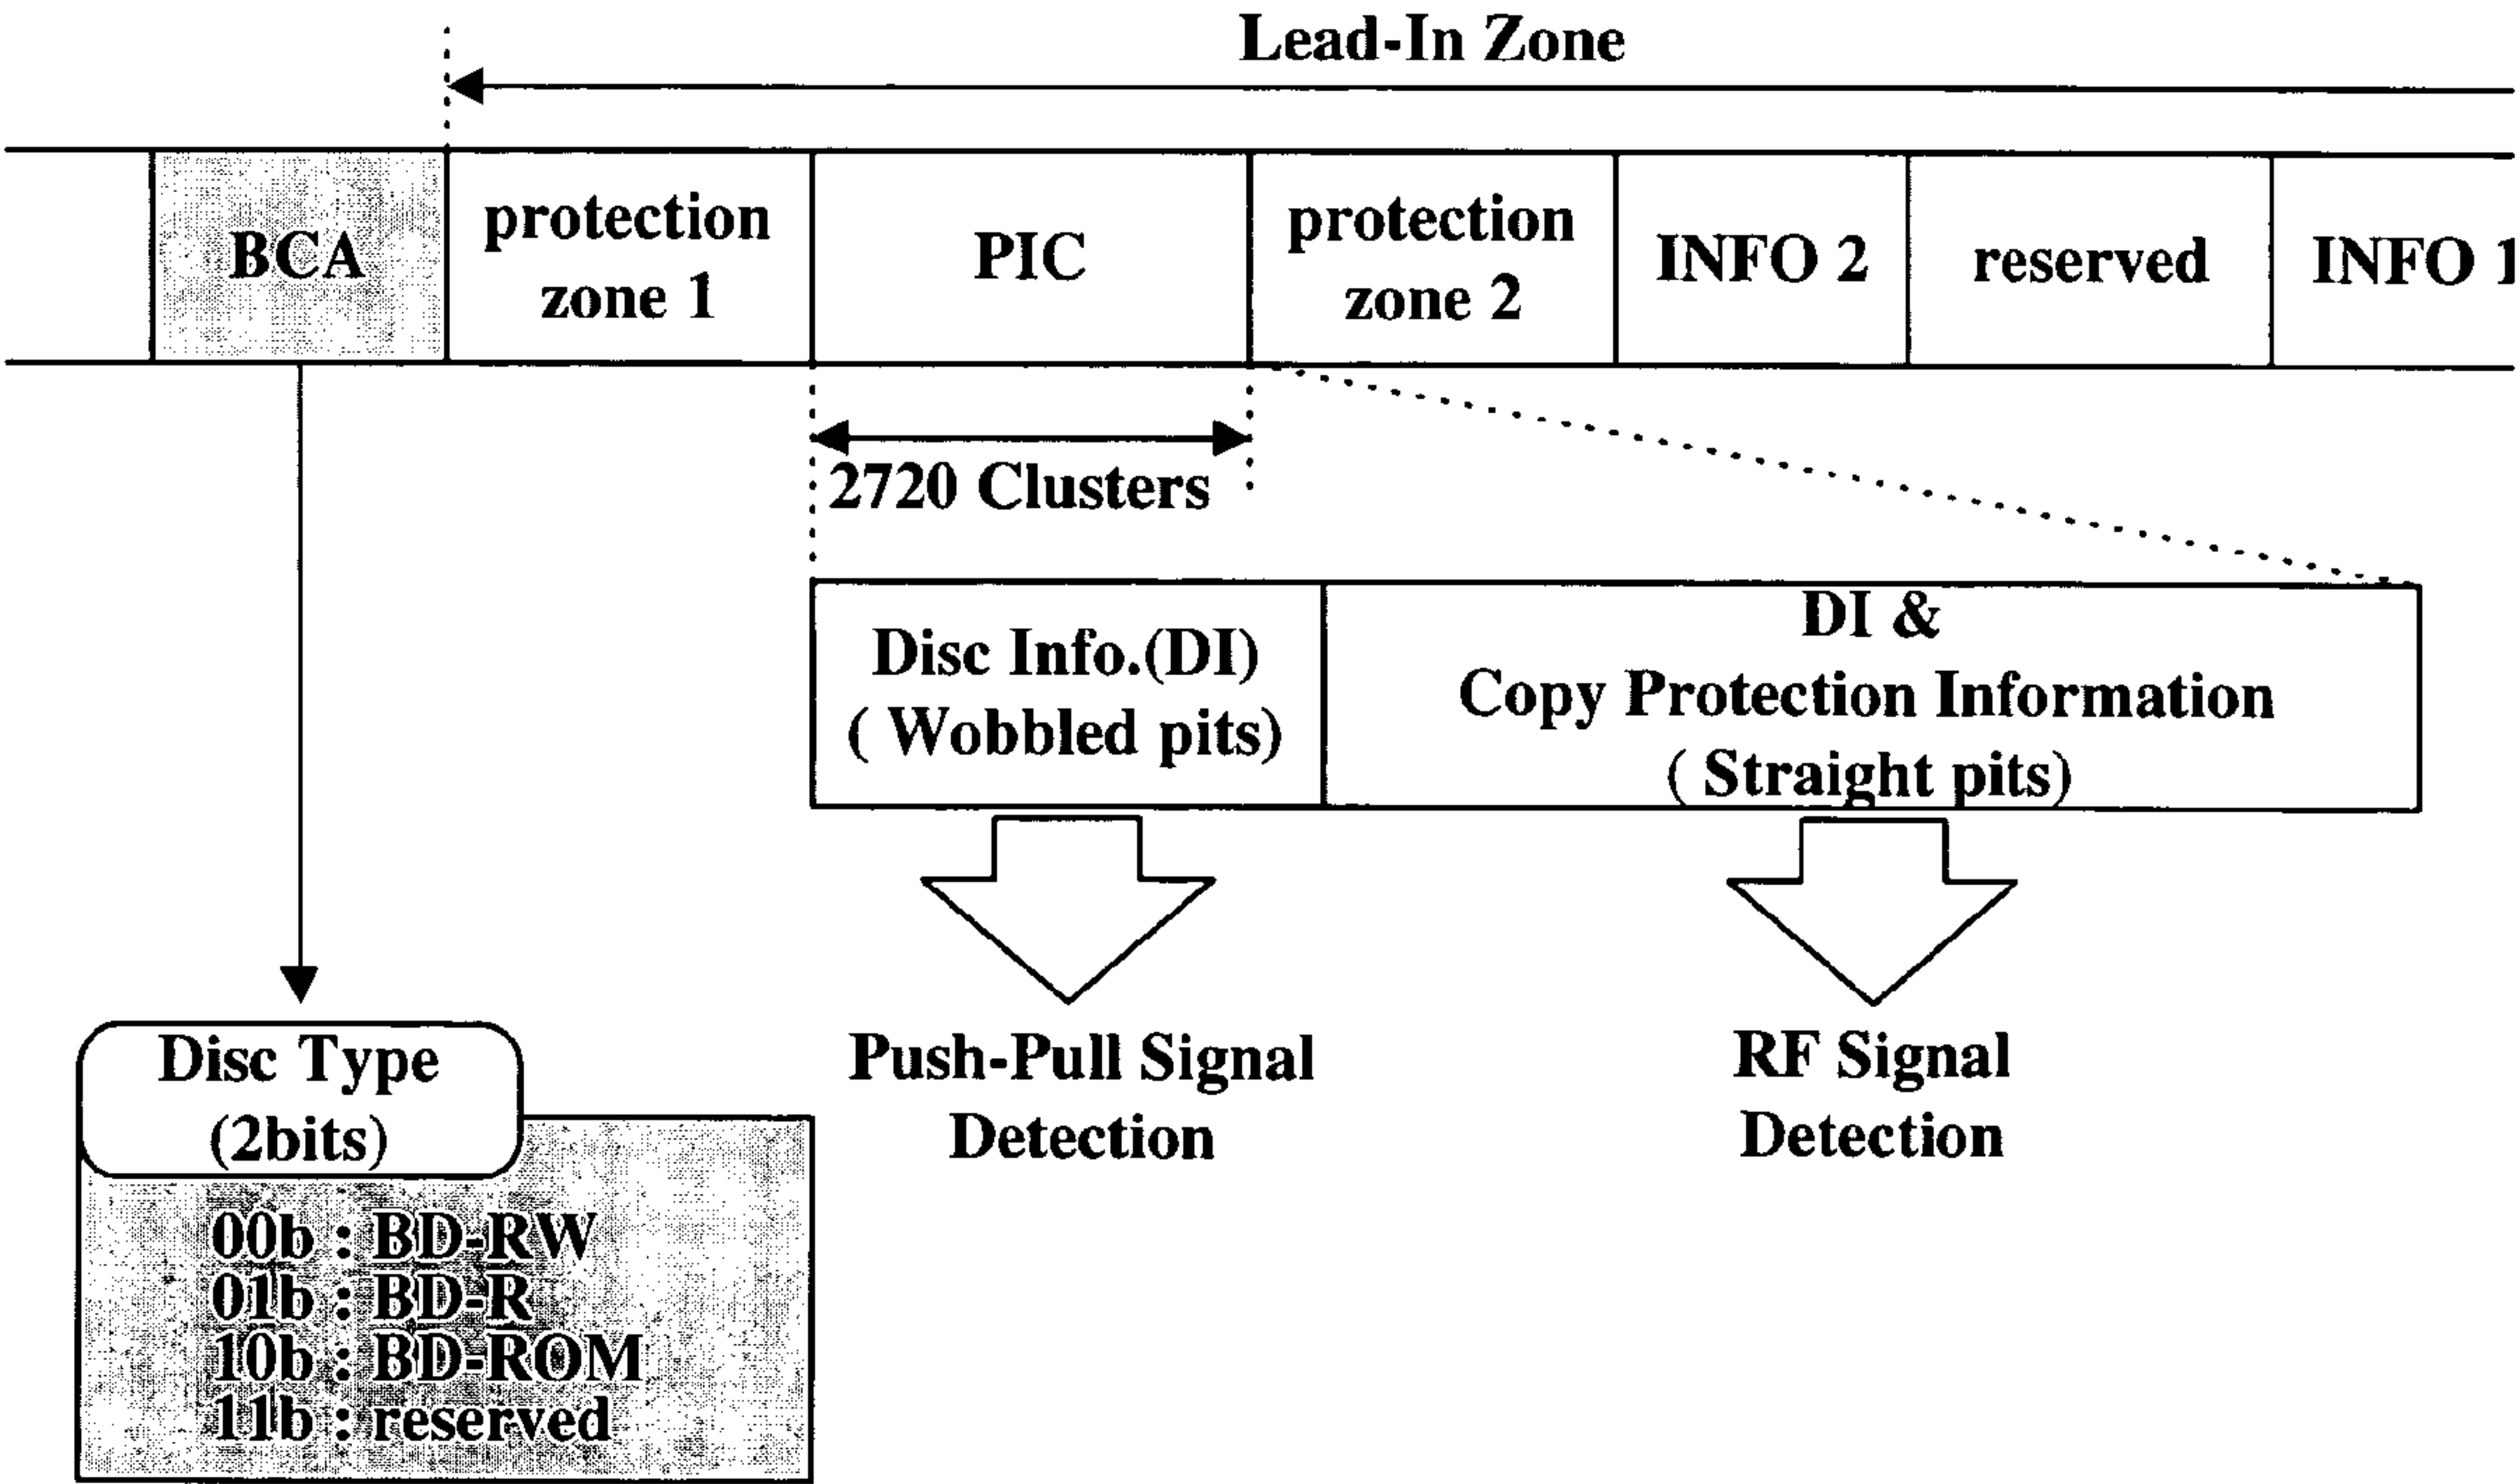 Lead-In Zone
BCA
protection
zone 1
PIC
protection
zone 2
INFO 2
reserved
INFO 1
2720 Clusters
Disc Info.(DI)
( Wobbled pits)
DI &
Copy Protection Information
( Straight pits)
Disc Type
(2bits)
00b : BD-RW
01b : BD-R
10b : BD-ROM
11b : reserved
Push-Pull Signal
Detection
RF Signal
Detection